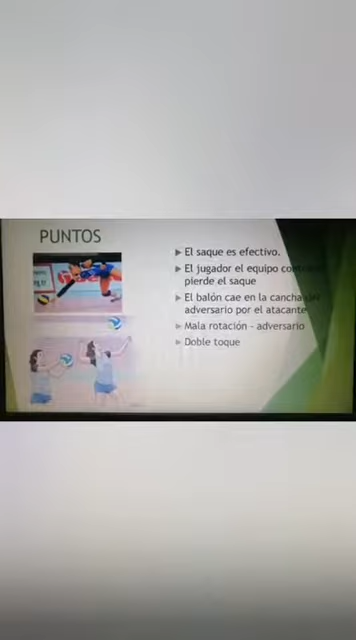 PUNTOS
El saque es efectivo.
El jugador el equipo
pierde el saque
El balón cae en la cancha del
adversario por el atacante
Mala rotación - adversario
Doble toque